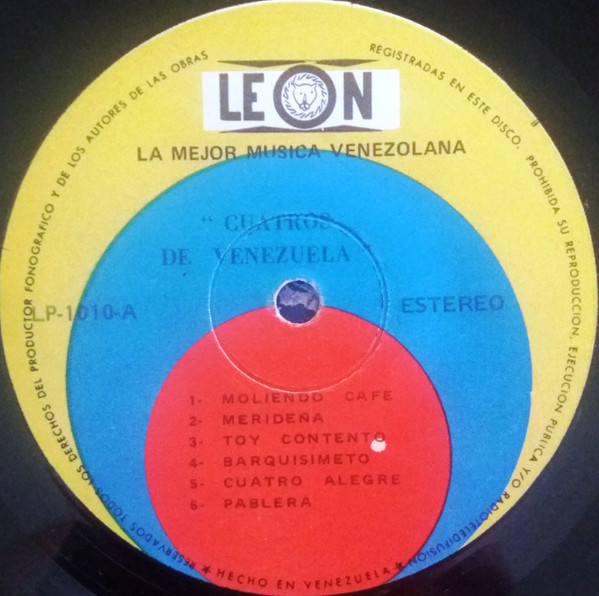 RESERVADOS TODOS LOS DERECHOS DEL PRODUCTOR FONOGRAFICO Y DE LOS AUTORES DE LAS OBRAS REGISTRADAS EN ESTE DISCO. PROHIBIDA SU REPRODUCCION, EJECUCION PUBLICA Y/O RADIOTELEDIFUSION
LEON
LA MEJOR MUSICA VENEZOLANA
" CUATROS
DE VENEZUELA "
LP-1010-A
ESTEREO
1- MOLIENDO CAFE
2- MERIDEÑA
3- TOY CONTENTO
4- BARQUISIMETO
5- CUATRO ALEGRE
6- PABLERA
★ HECHO EN VENEZUELA ★